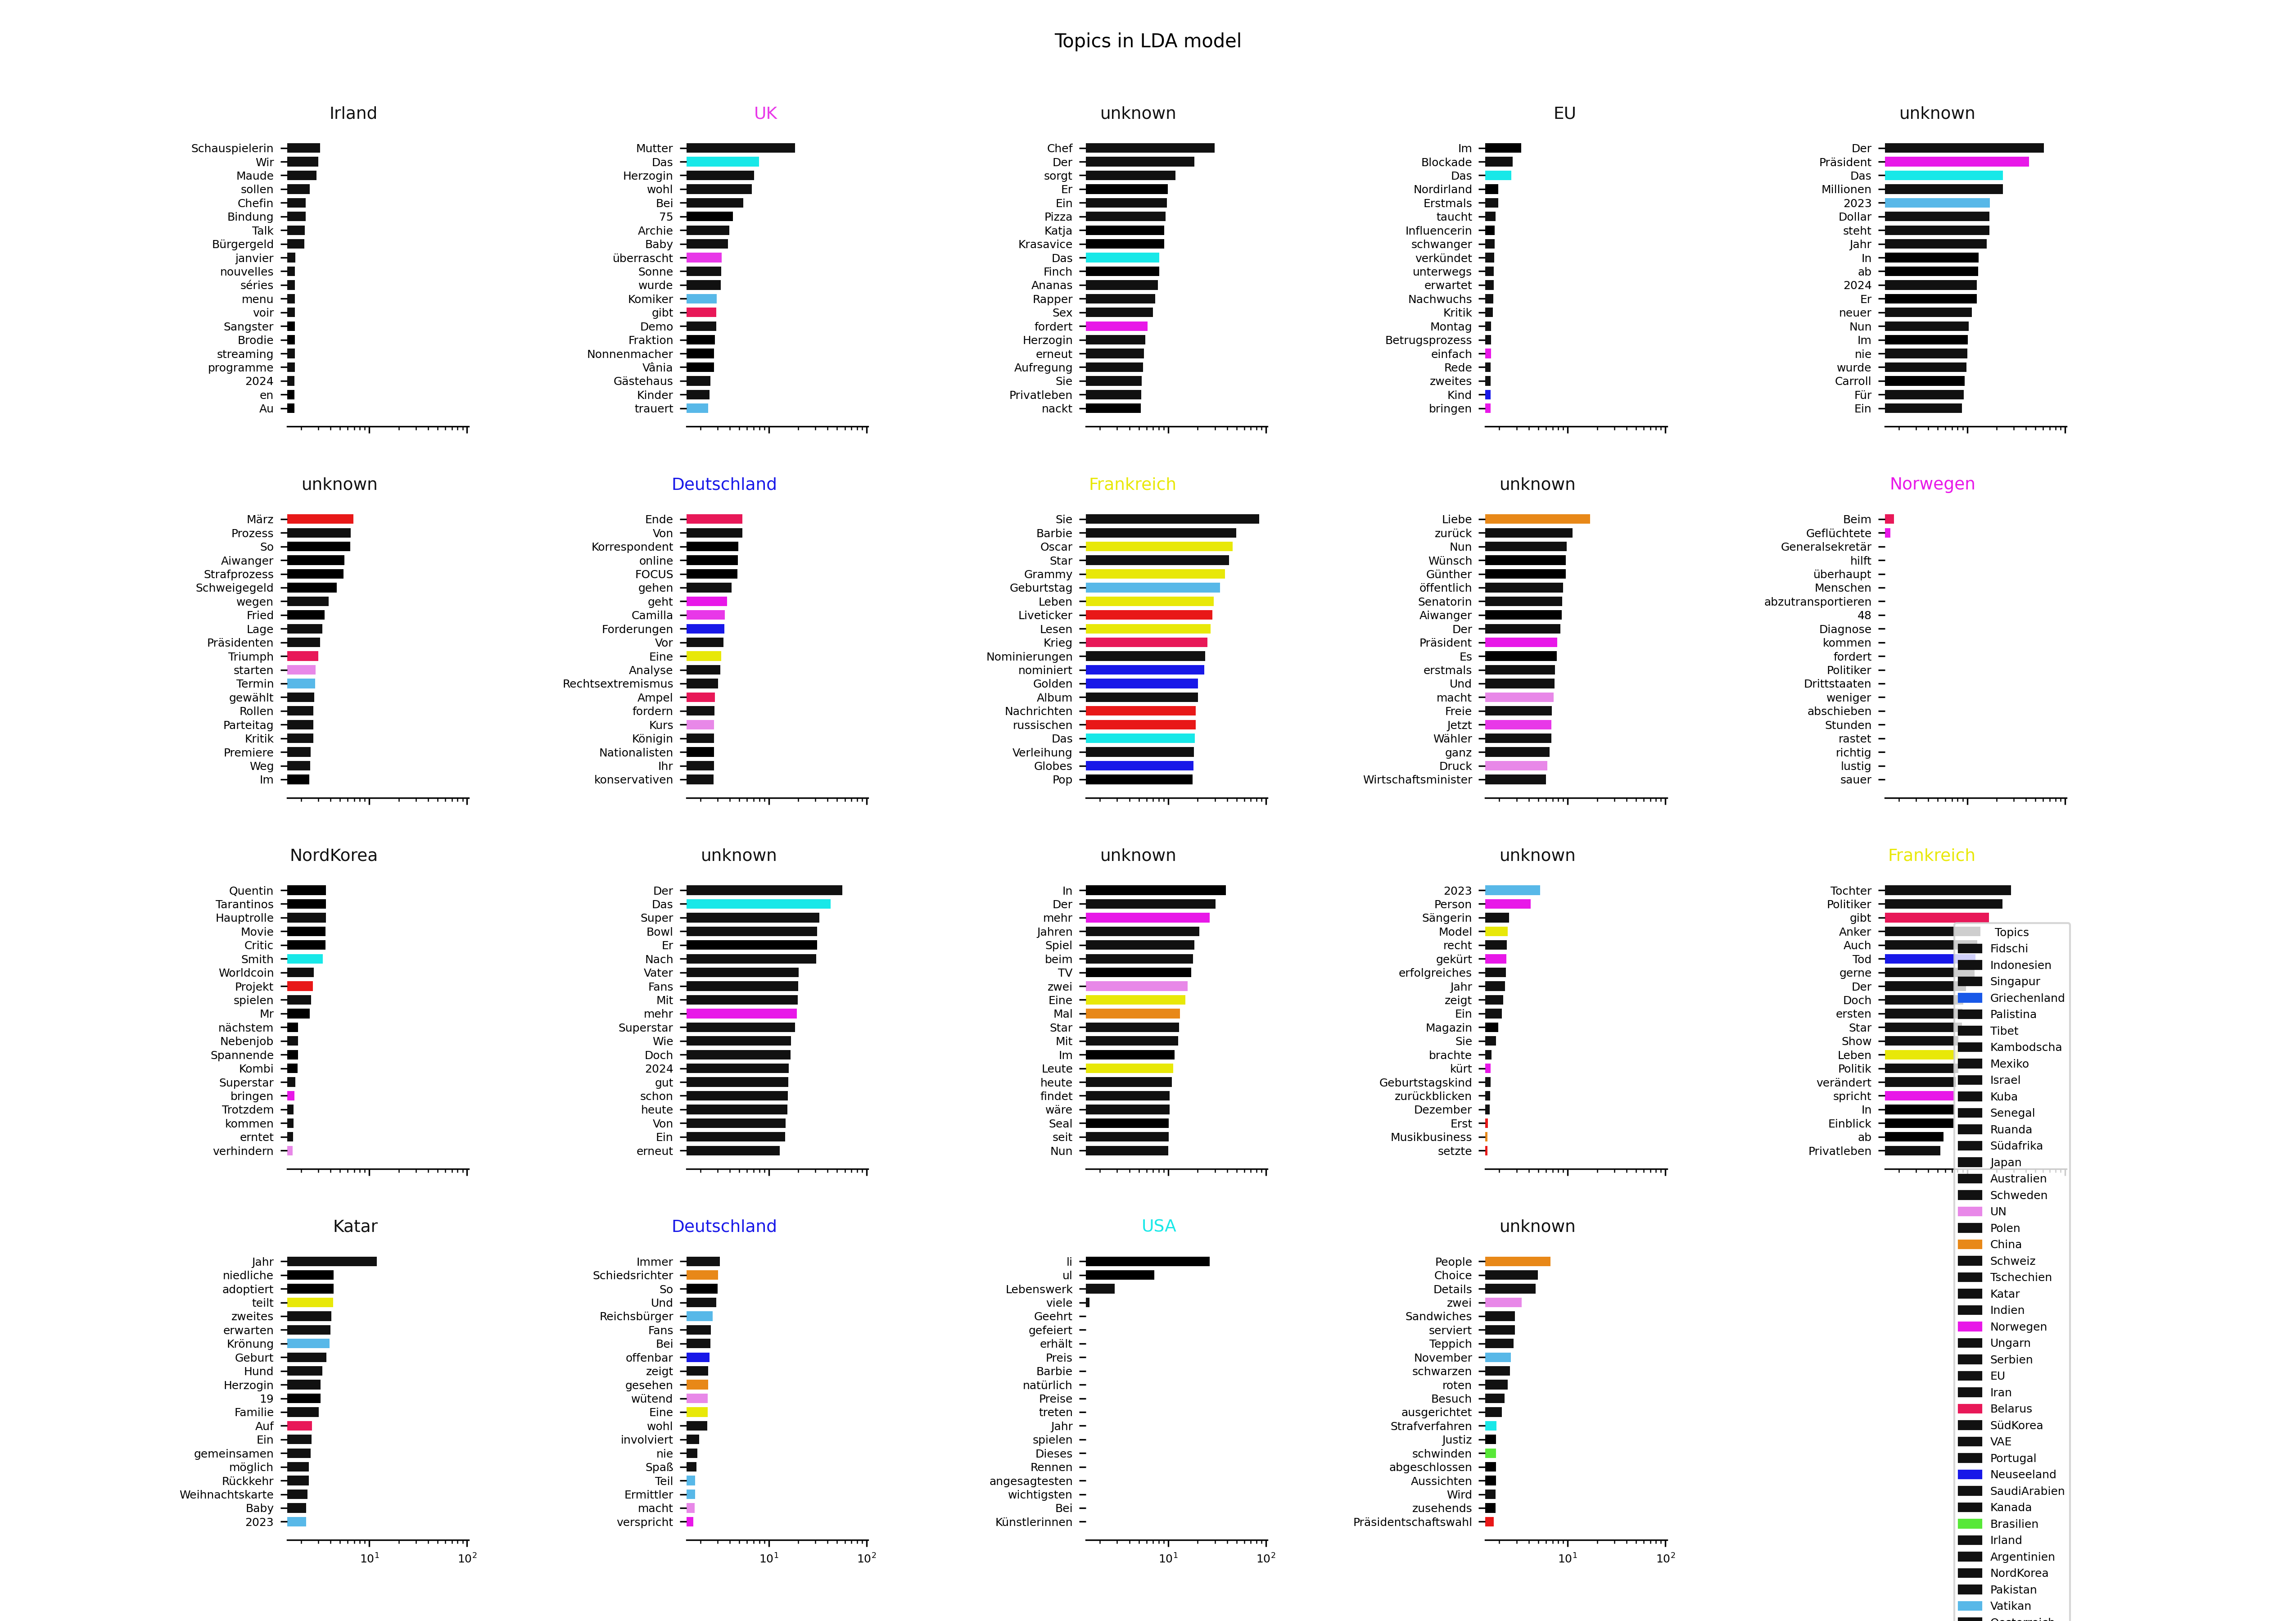 Topics in LDA model
Irland
Schauspielerin
Wir
Maude
sollen
Chefin
Bindung
Talk
Bürgergeld
janvier
nouvelles
séries
menu
voir
Sangster
Brodie
streaming
programme
2024
en
Au
UK
Mutter
Das
Herzogin
wohl
Bei
75
Archie
Baby
überrascht
Sonne
wurde
Komiker
gibt
Demo
Fraktion
Nonnenmacher
Vânia
Gästehaus
Kinder
trauert
unknown
Chef
Der
sorgt
Er
Ein
Pizza
Katja
Krasavice
Das
Finch
Ananas
Rapper
Sex
fordert
Herzogin
erneut
Aufregung
Sie
Privatleben
nackt
EU
Im
Blockade
Das
Nordirland
Erstmals
taucht
Influencerin
schwanger
verkündet
unterwegs
erwartet
Nachwuchs
Kritik
Montag
Betrugsprozess
einfach
Rede
zweites
Kind
bringen
unknown
Der
Präsident
Das
Millionen
2023
Dollar
steht
Jahr
In
ab
2024
Er
neuer
Nun
Im
nie
wurde
Carroll
Für
Ein
unknown
März
Prozess
So
Aiwanger
Strafprozess
Schweigegeld
wegen
Fried
Lage
Präsidenten
Triumph
starten
Termin
gewählt
Rollen
Parteitag
Kritik
Premiere
Weg
Im
Deutschland
Ende
Von
Korrespondent
online
FOCUS
gehen
geht
Camilla
Forderungen
Vor
Eine
Analyse
Rechtsextremismus
Ampel
fordern
Kurs
Königin
Nationalisten
Ihr
konservativen
Frankreich
Sie
Barbie
Oscar
Star
Grammy
Geburtstag
Leben
Liveticker
Lesen
Krieg
Nominierungen
nominiert
Golden
Album
Nachrichten
russischen
Das
Verleihung
Globes
Pop
unknown
Liebe
zurück
Nun
Wünsch
Günther
öffentlich
Senatorin
Aiwanger
Der
Präsident
Es
erstmals
Und
macht
Freie
Jetzt
Wähler
ganz
Druck
Wirtschaftsminister
Norwegen
Beim
Geflüchtete
Generalsekretär
hilft
überhaupt
Menschen
abzutransportieren
48
Diagnose
kommen
fordert
Politiker
Drittstaaten
weniger
abschieben
Stunden
rastet
richtig
lustig
sauer
NordKorea
Quentin
Tarantinos
Hauptrolle
Movie
Critic
Smith
Worldcoin
Projekt
spielen
Mr
nächstem
Nebenjob
Spannende
Kombi
Superstar
bringen
Trotzdem
kommen
erntet
verhindern
unknown
Der
Das
Super
Bowl
Er
Nach
Vater
Fans
Mit
mehr
Superstar
Wie
Doch
2024
gut
schon
heute
Von
Ein
erneut
unknown
In
Der
mehr
Jahren
Spiel
beim
TV
zwei
Eine
Mal
Star
Mit
Im
Leute
heute
findet
wäre
Seal
seit
Nun
unknown
2023
Person
Sängerin
Model
recht
gekürt
erfolgreiches
Jahr
zeigt
Ein
Magazin
Sie
brachte
kürt
Geburtstagskind
zurückblicken
Dezember
Erst
Musikbusiness
setzte
Frankreich
Tochter
Politiker
gibt
Anker
Auch
Tod
gerne
Der
Doch
ersten
Star
Show
Leben
Politik
verändert
spricht
In
Einblick
ab
Privatleben
Topics
Fidschi
Indonesien
Singapur
Griechenland
Palistina
Tibet
Kambodscha
Mexiko
Israel
Kuba
Senegal
Ruanda
Südafrika
Japan
Australien
Schweden
UN
Polen
China
Schweiz
Tschechien
Katar
Indien
Norwegen
Ungarn
Serbien
EU
Iran
Belarus
SüdKorea
VAE
Portugal
Neuseeland
SaudiArabien
Kanada
Brasilien
Irland
Argentinien
NordKorea
Pakistan
Vatikan
Katar
Jahr
niedliche
adoptiert
teilt
zweites
erwarten
Krönung
Geburt
Hund
Herzogin
19
Familie
Auf
Ein
gemeinsamen
möglich
Rückkehr
Weihnachtskarte
Baby
2023
10¹ 10²
Deutschland
Immer
Schiedsrichter
So
Und
Reichsbürger
Fans
Bei
offenbar
zeigt
gesehen
wütend
Eine
wohl
involviert
nie
Spaß
Teil
Ermittler
macht
verspricht
10¹ 10²
USA
li
ul
Lebenswerk
viele
Geehrt
gefeiert
erhält
Preis
Barbie
natürlich
Preise
treten
Jahr
spielen
Dieses
Rennen
angesagtesten
wichtigsten
Bei
Künstlerinnen
10¹ 10²
unknown
People
Choice
Details
zwei
Sandwiches
serviert
Teppich
November
schwarzen
roten
Besuch
ausgerichtet
Strafverfahren
Justiz
schwinden
abgeschlossen
Aussichten
Wird
zusehends
Präsidentschaftswahl
10¹ 10²